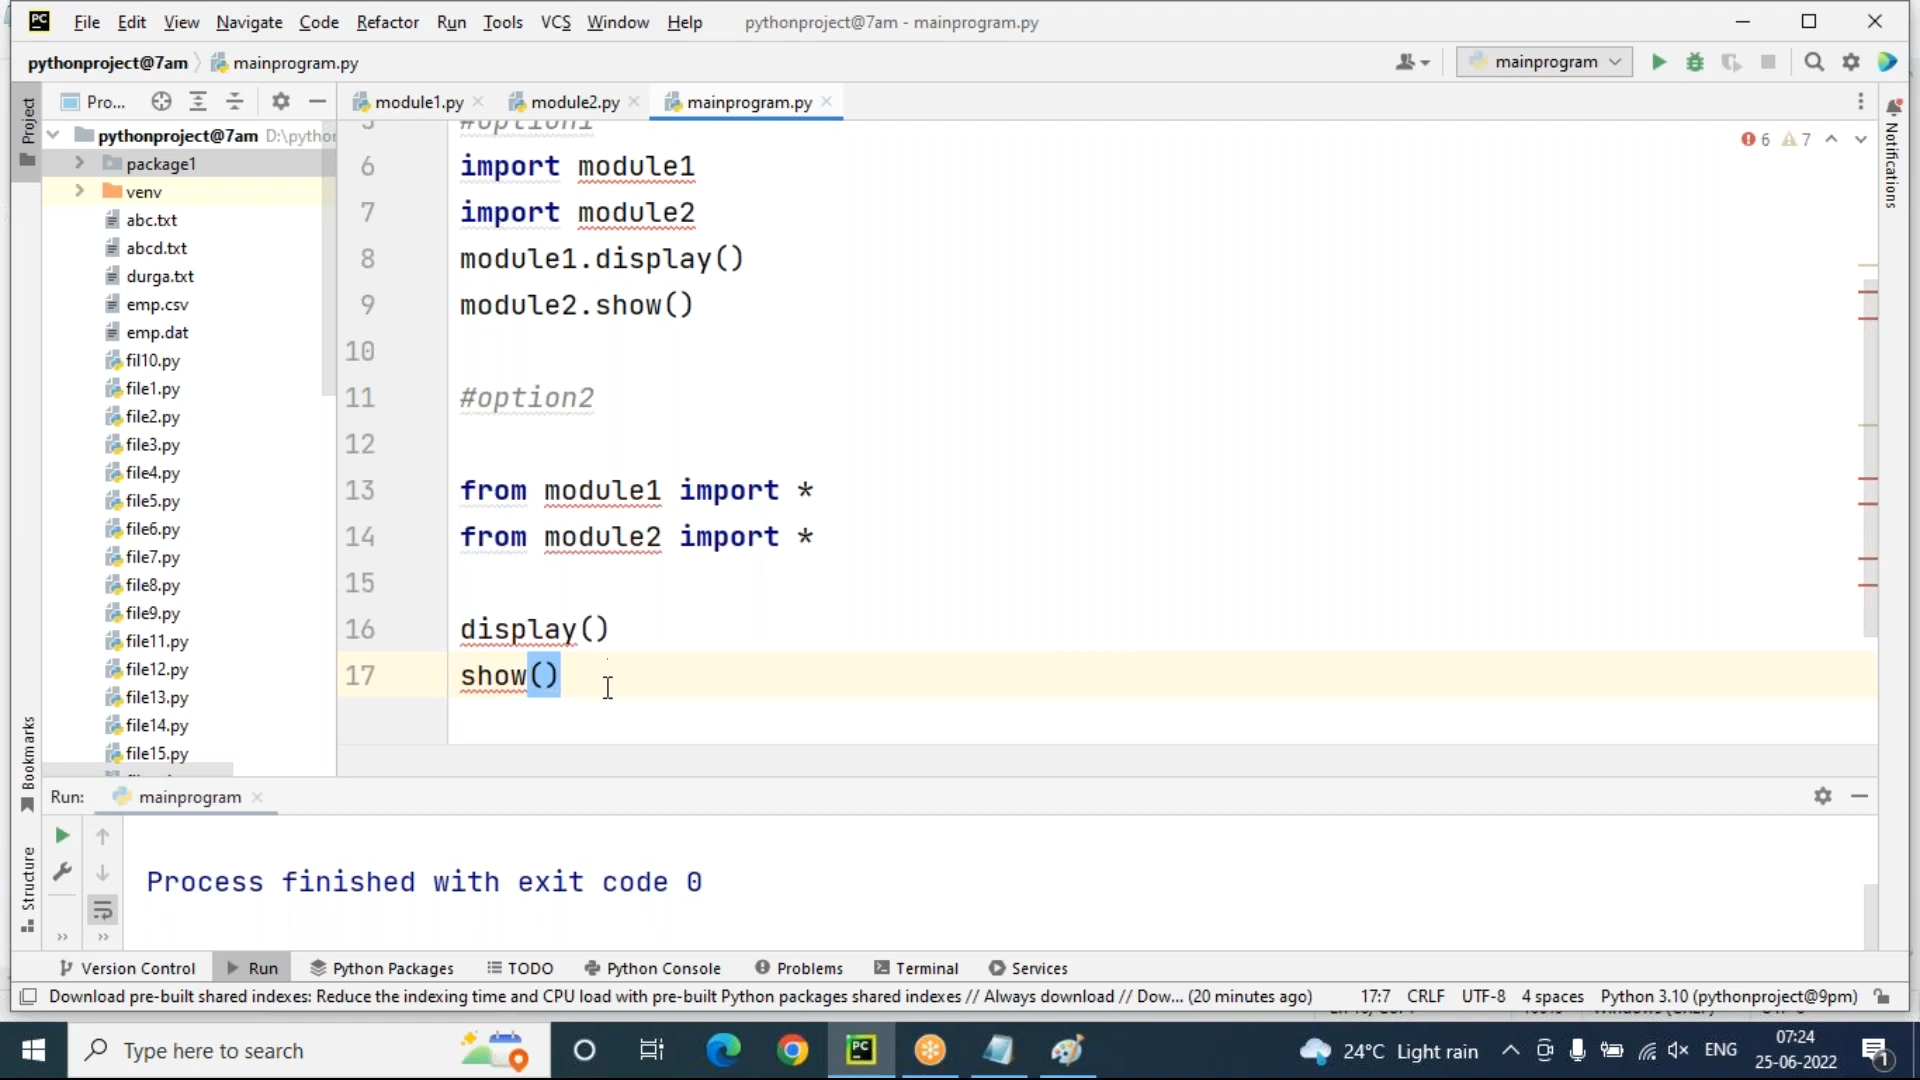 PC File Edit View Navigate Code Refactor Run Tools VCS Window Help pythonproject@7am - mainprogram.py
pythonproject@7am mainprogram.py mainprogram
Project
Pro...
module1.py module2.py mainprogram.py
Notifications
pythonproject@7am D:\pytho
package1
venv
abc.txt
abcd.txt
durga.txt
emp.csv
emp.dat
fil10.py
file1.py
file2.py
file3.py
file4.py
file5.py
file6.py
file7.py
file8.py
file9.py
file11.py
file12.py
file13.py
file14.py
file15.py
6 7
5 #option1
6 import module1
7 import module2
8 module1.display()
9 module2.show()
10
11 #option2
12
13 from module1 import *
14 from module2 import *
15
16 display()
17 show()
Bookmarks
Structure
Run: mainprogram
Process finished with exit code 0
Version Control Run Python Packages TODO Python Console Problems Terminal Services
Download pre-built shared indexes: Reduce the indexing time and CPU load with pre-built Python packages shared indexes // Always download // Dow... (20 minutes ago) 17:7 CRLF UTF-8 4 spaces Python 3.10 (pythonproject@9pm)
Type here to search PC 24°C Light rain ENG 07:24
25-06-2022
1